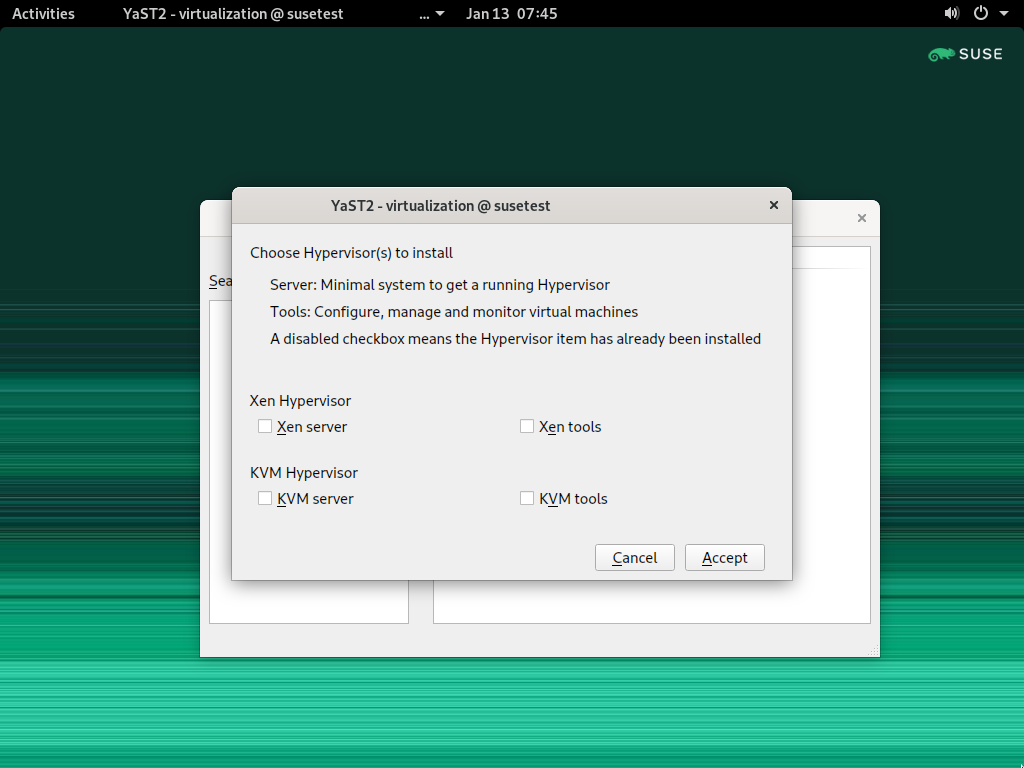 Activities YaST2 - virtualization @ susetest ... Jan 13 07:45
SUSE
YaST2 - virtualization @ susetest
Choose Hypervisor(s) to install
Sea
Server: Minimal system to get a running Hypervisor
Tools: Configure, manage and monitor virtual machines
A disabled checkbox means the Hypervisor item has already been installed
Xen Hypervisor
Xen server Xen tools
KVM Hypervisor
KVM server KVM tools
Cancel Accept